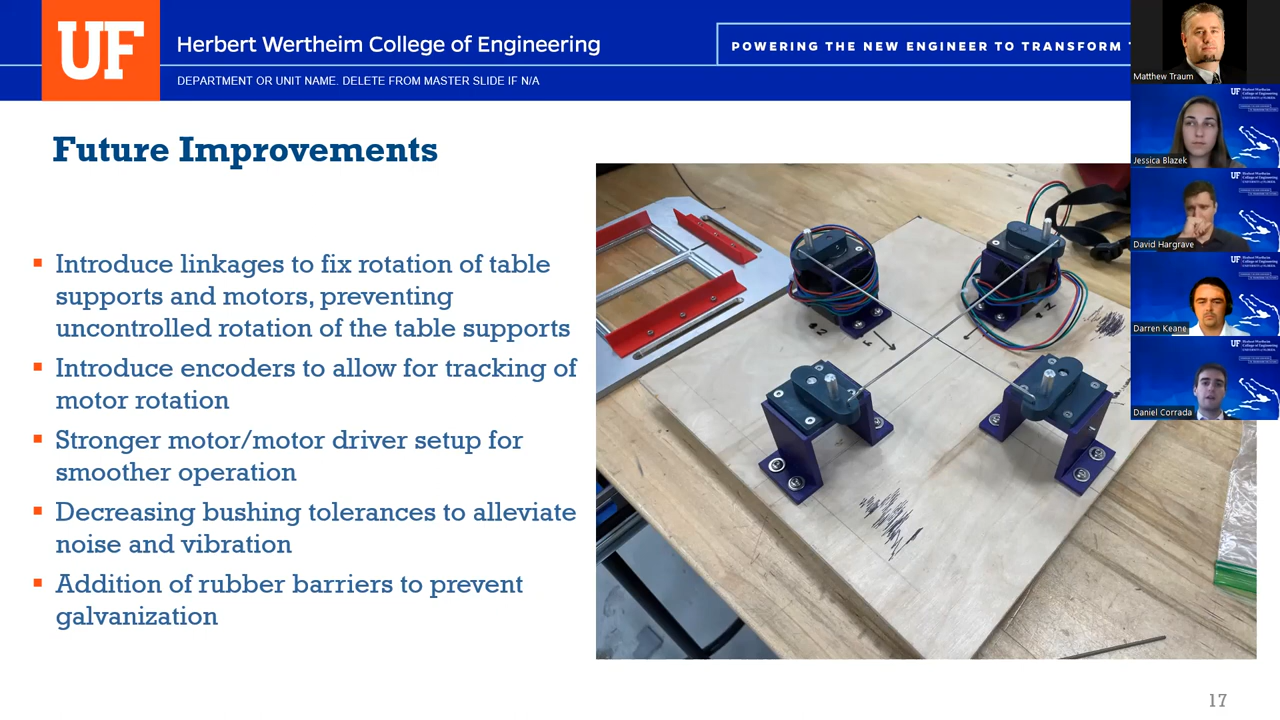 UF
Herbert Wertheim College of Engineering
DEPARTMENT OR UNIT NAME. DELETE FROM MASTER SLIDE IF N/A
POWERING THE NEW ENGINEER TO TRANSFORM
Matthew Traum
Jessica Blazek
David Hargrave
Darren Keane
Daniel Corrada
Future Improvements
Introduce linkages to fix rotation of table
supports and motors, preventing
uncontrolled rotation of the table supports
Introduce encoders to allow for tracking of
motor rotation
Stronger motor/motor driver setup for
smoother operation
Decreasing bushing tolerances to alleviate
noise and vibration
Addition of rubber barriers to prevent
galvanization
17